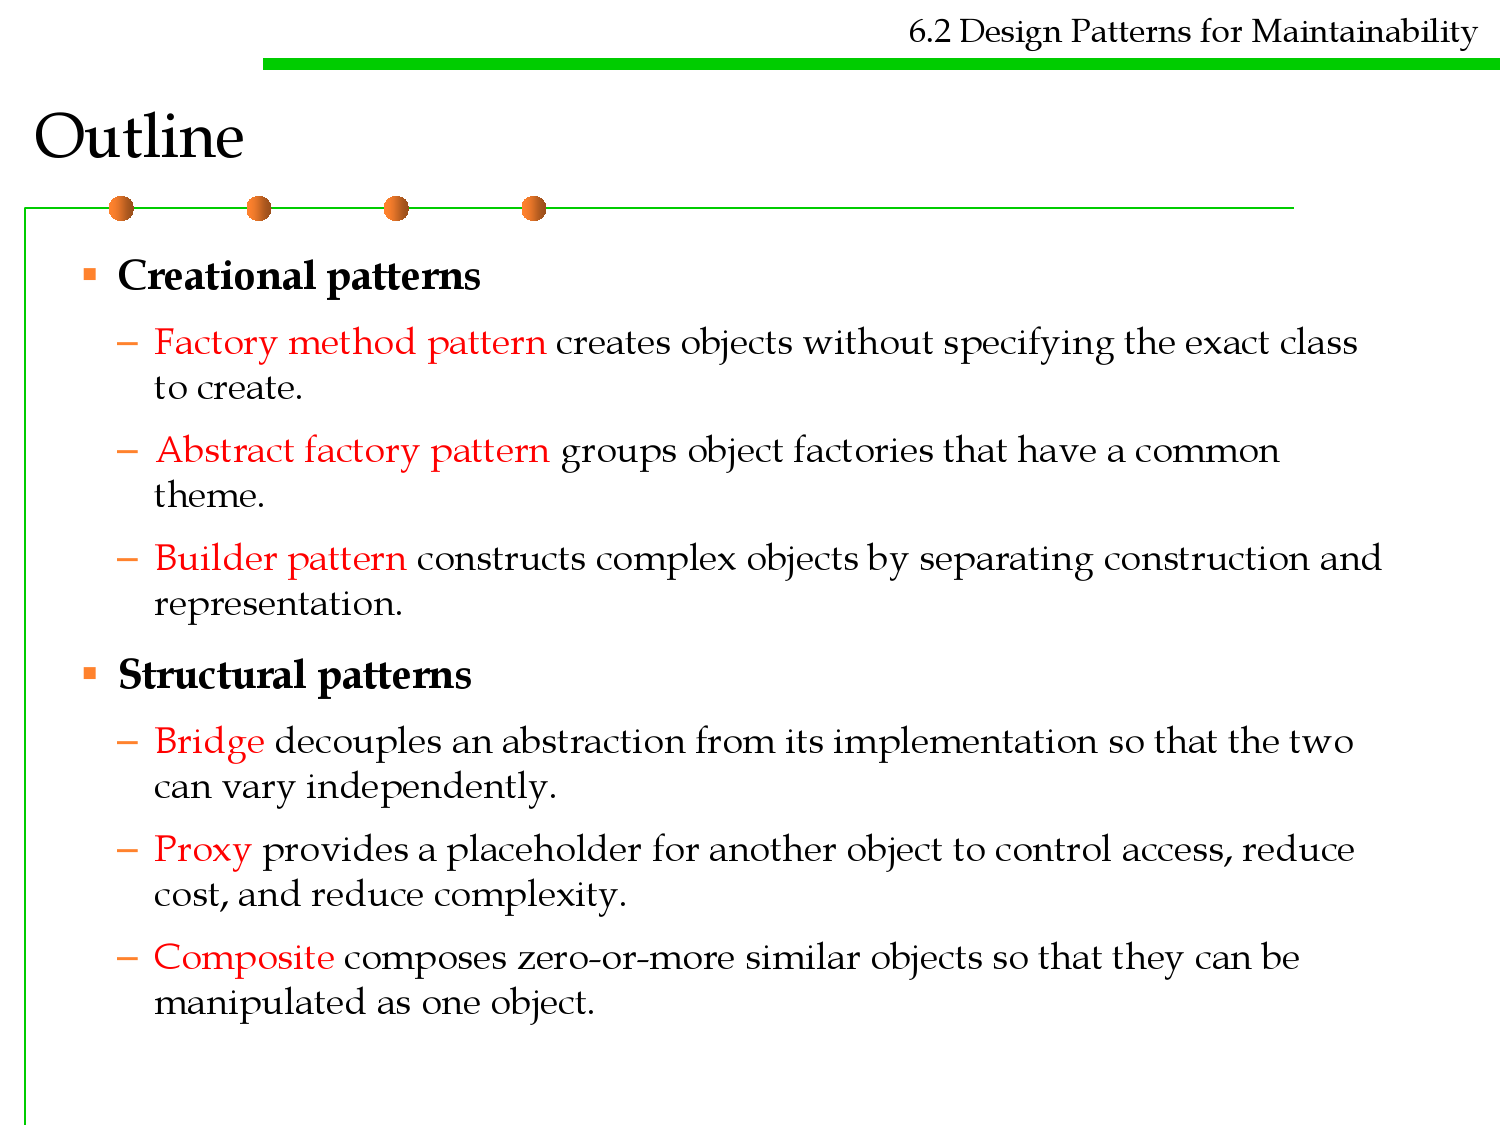 6.2 Design Patterns for Maintainability
Outline
▪ Creational patterns
– Factory method pattern creates objects without specifying the exact class
to create.
– Abstract factory pattern groups object factories that have a common
theme.
– Builder pattern constructs complex objects by separating construction and
representation.
▪ Structural patterns
– Bridge decouples an abstraction from its implementation so that the two
can vary independently.
– Proxy provides a placeholder for another object to control access, reduce
cost, and reduce complexity.
– Composite composes zero-or-more similar objects so that they can be
manipulated as one object.